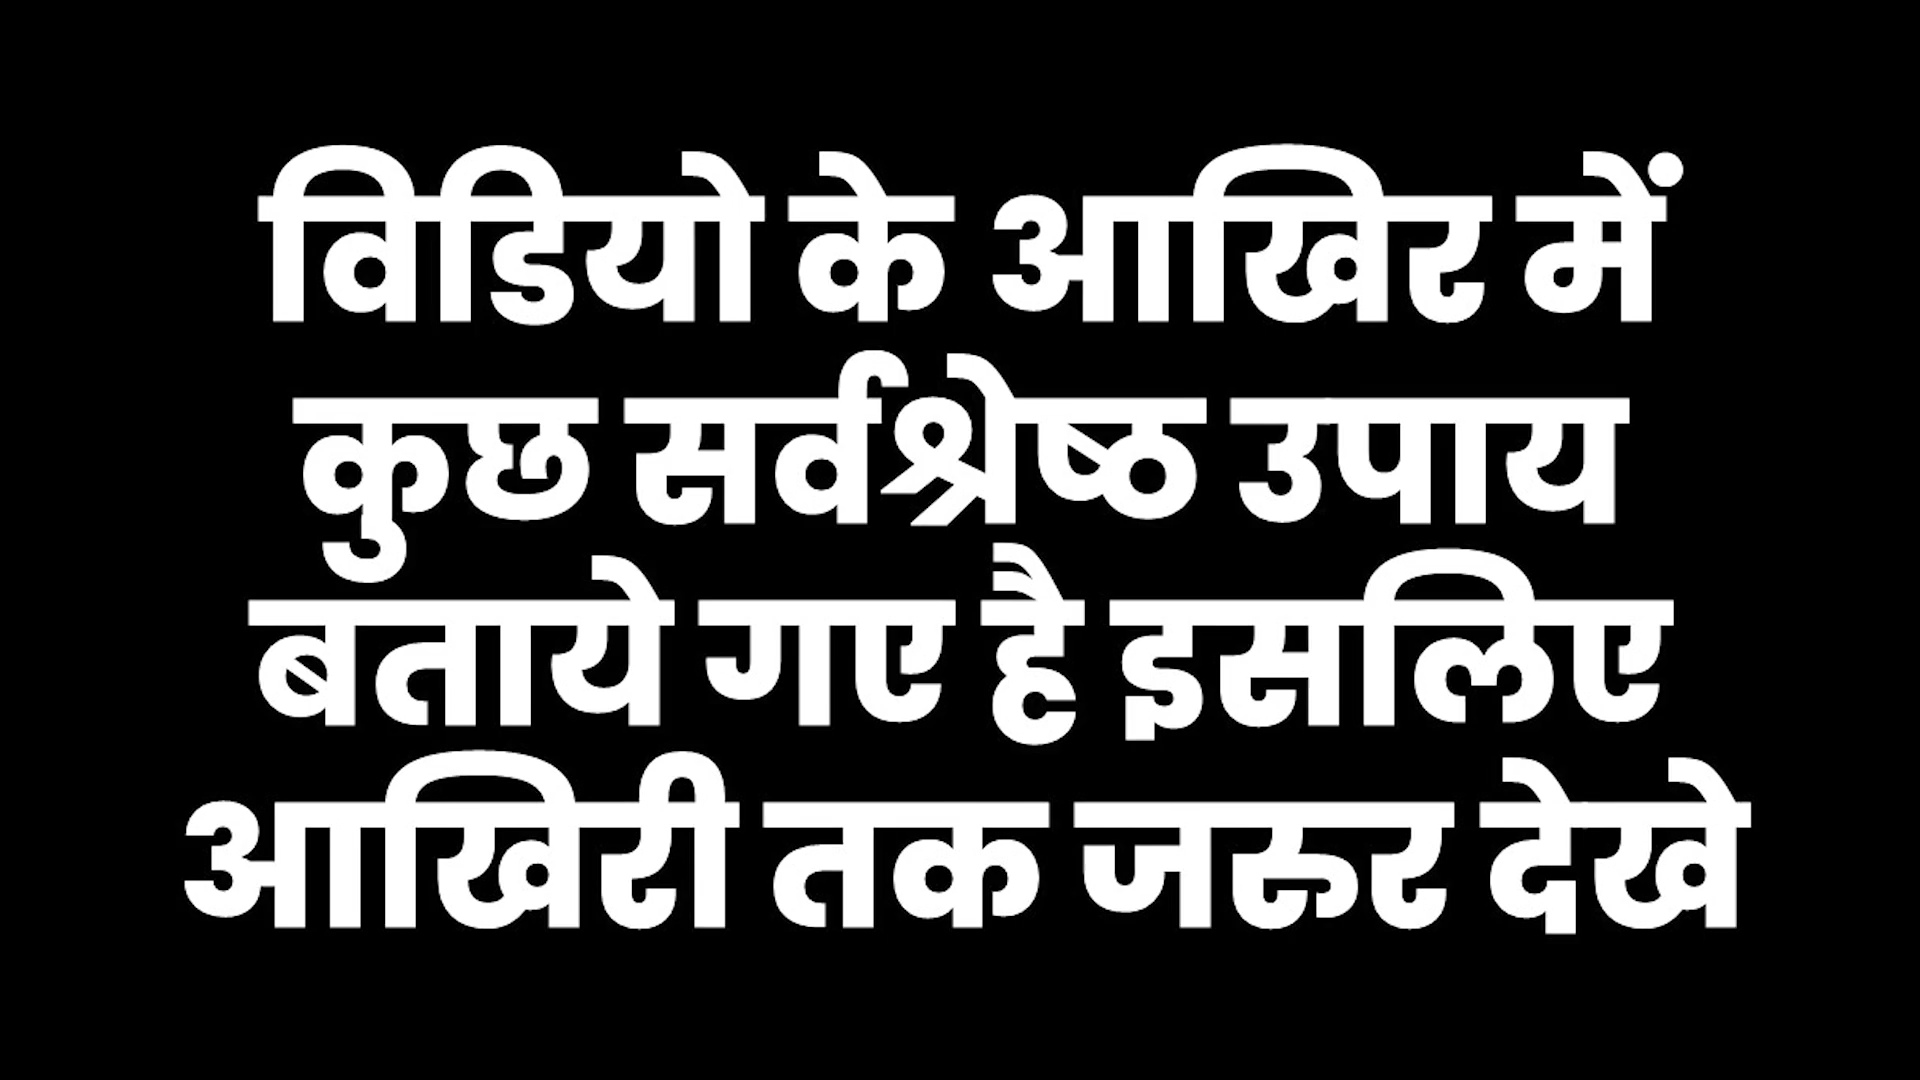 विडियो के आखिर में
कुछ सर्वश्रेष्ठ उपाय
बताये गए है इसलिए
आखिरी तक जरुर देखे